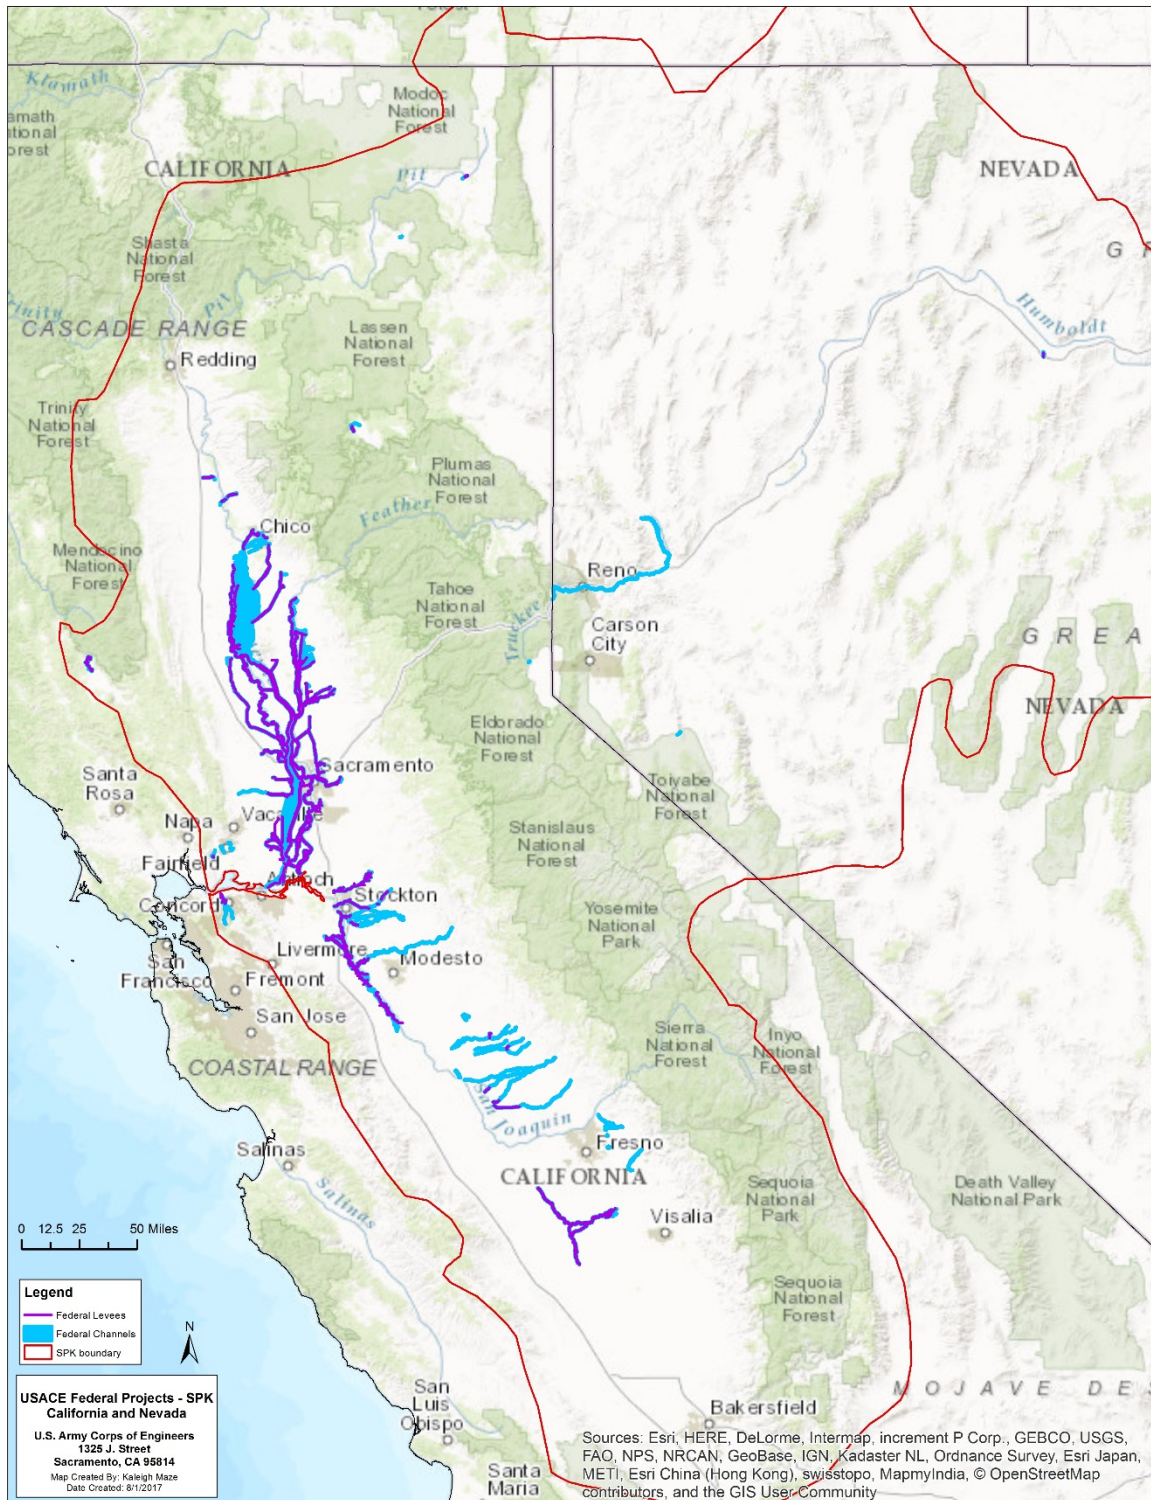 Klamath
amath
tional
orest
CALIFORNIA
Forest
Modoc
National
Forest
Pit
NEVADA
G R
Shasta
National
Forest
Pit
Trinity
CASCADE RANGE
Redding
Lassen
National
Forest
Humboldt
Trinity
National
Forest
Plumas
National
Forest
Feather
Chico
Mendocino
National
Forest
Tahoe
National
Forest
Reno
Truckee
Carson
City
G R E A
NEVADA
Eldorado
National
Forest
Sacramento
Toiyabe
National
Forest
Santa
Rosa
Napa
Vacaville
Stanislaus
National
Forest
Fairfield
Antioch
Concord
Stockton
Yosemite
National
Park
Livermore
Modesto
San
Francisco
Fremont
San Jose
Sierra
National
Forest
Inyo
National
Forest
COASTAL RANGE
San Joaquin
Fresno
Salinas
Salinas
CALIFORNIA
Sequoia
National
Park
Death Valley
National Park
Visalia
Sequoia
National
Forest
0 12.5 25 50 Miles
Legend
Federal Levees
Federal Channels
SPK boundary
N
USACE Federal Projects - SPK
California and Nevada
U.S. Army Corps of Engineers
1325 J. Street
Sacramento, CA 95814
Map Created By: Kaleigh Maze
Date Created: 8/1/2017
San
Luis
Obispo
Santa
Maria
Bakersfield
M O J A V E D E S
Sources: Esri, HERE, DeLorme, Intermap, increment P Corp., GEBCO, USGS,
FAO, NPS, NRCAN, GeoBase, IGN, Kadaster NL, Ordnance Survey, Esri Japan,
METI, Esri China (Hong Kong), swisstopo, MapmyIndia, © OpenStreetMap
contributors, and the GIS User Community